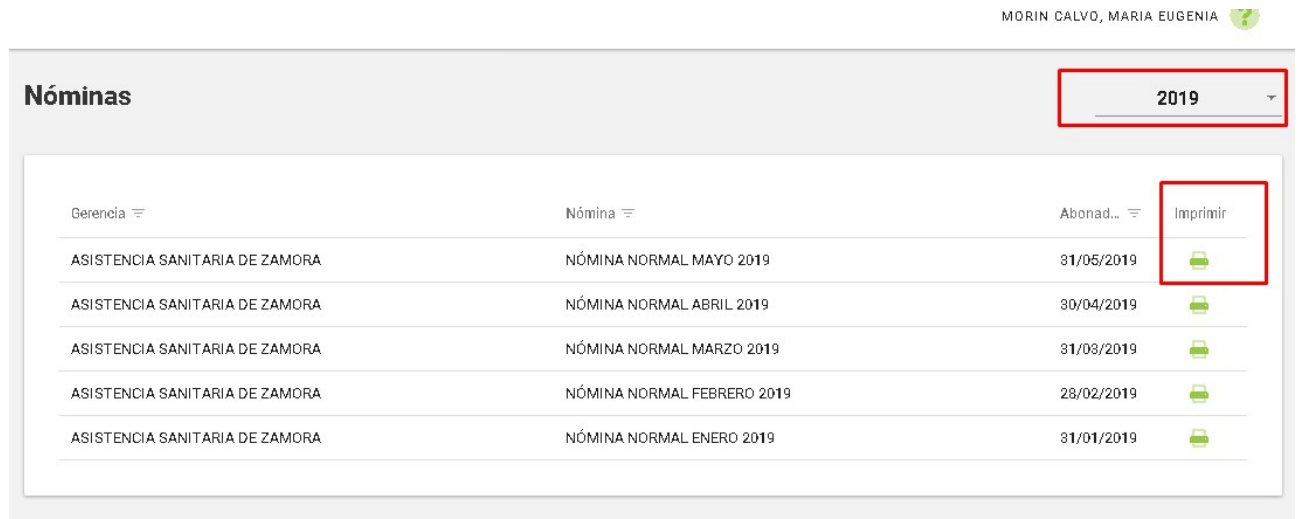 MORIN CALVO, MARIA EUGENIA ?
Nóminas 2019
Gerencia Nómina Abonad... Imprimir
ASISTENCIA SANITARIA DE ZAMORA NÓMINA NORMAL MAYO 2019 31/05/2019
ASISTENCIA SANITARIA DE ZAMORA NÓMINA NORMAL ABRIL 2019 30/04/2019
ASISTENCIA SANITARIA DE ZAMORA NÓMINA NORMAL MARZO 2019 31/03/2019
ASISTENCIA SANITARIA DE ZAMORA NÓMINA NORMAL FEBRERO 2019 28/02/2019
ASISTENCIA SANITARIA DE ZAMORA NÓMINA NORMAL ENERO 2019 31/01/2019